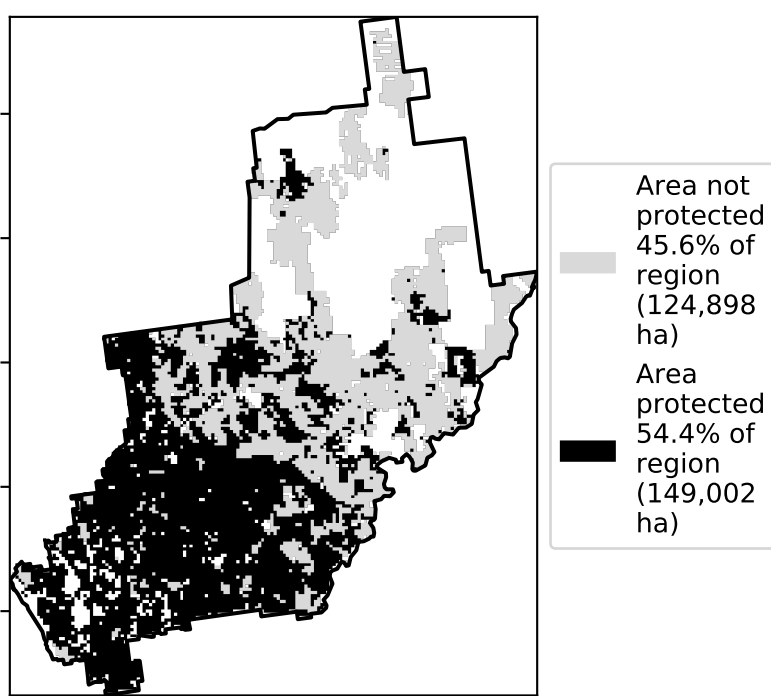 Area not
protected
45.6% of
region
(124,898
ha)
Area
protected
54.4% of
region
(149,002
ha)